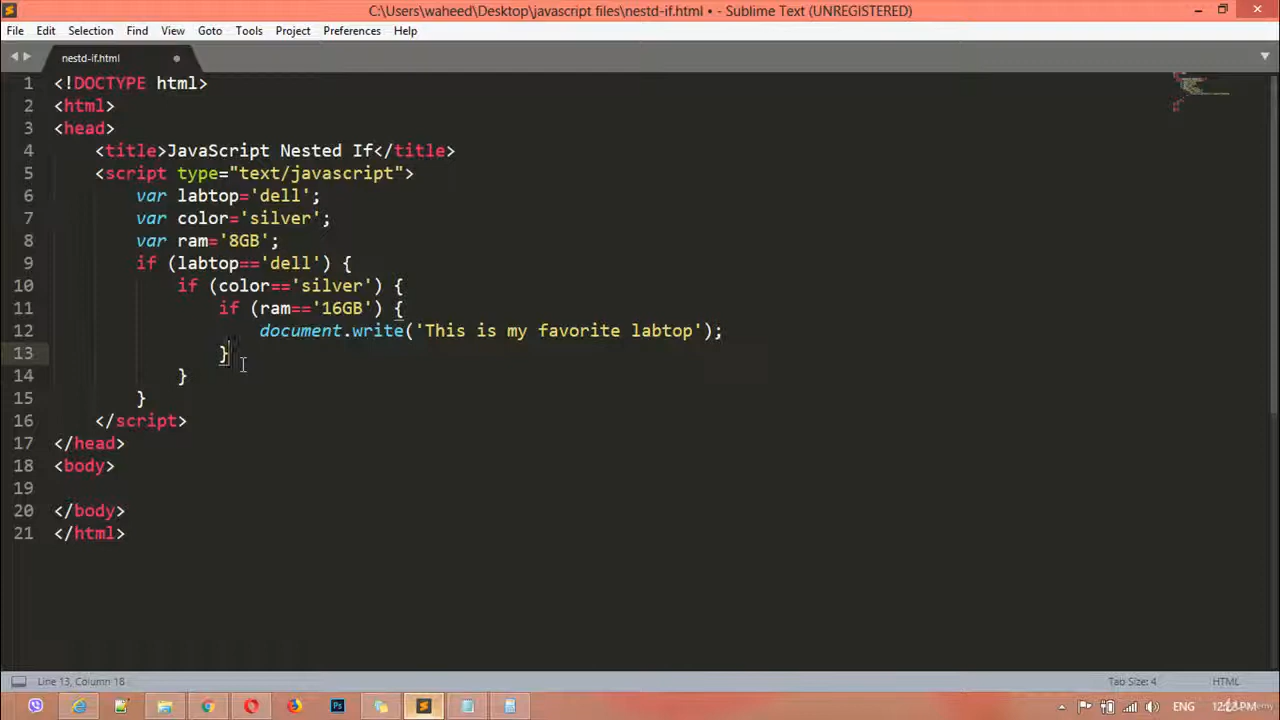 C:\Users\waheed\Desktop\javascript files\nestd-if.html • - Sublime Text (UNREGISTERED)
File Edit Selection Find View Goto Tools Project Preferences Help
nestd-if.html
1 <!DOCTYPE html>
2 <html>
3 <head>
4 <title>JavaScript Nested If</title>
5 <script type="text/javascript">
6 var labtop='dell';
7 var color='silver';
8 var ram='8GB';
9 if (labtop=='dell') {
10 if (color=='silver') {
11 if (ram=='16GB') {
12 document.write('This is my favorite labtop');
13 }
14 }
15 }
16 </script>
17 </head>
18 <body>
19
20 </body>
21 </html>
Line 13, Column 18 Tab Size: 4 HTML
Ps ENG